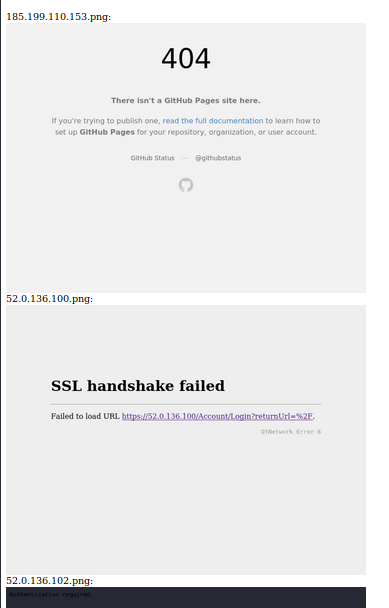 185.199.110.153.png:
404
There isn't a GitHub Pages site here.
If you're trying to publish one, read the full documentation to learn how to
set up GitHub Pages for your repository, organization, or user account.
GitHub Status — @githubstatus
52.0.136.100.png:
SSL handshake failed
Failed to load URL https://52.0.136.100/Account/Login?returnUrl=%2F.
QtNetwork Error 6
52.0.136.102.png:
Authentication required.